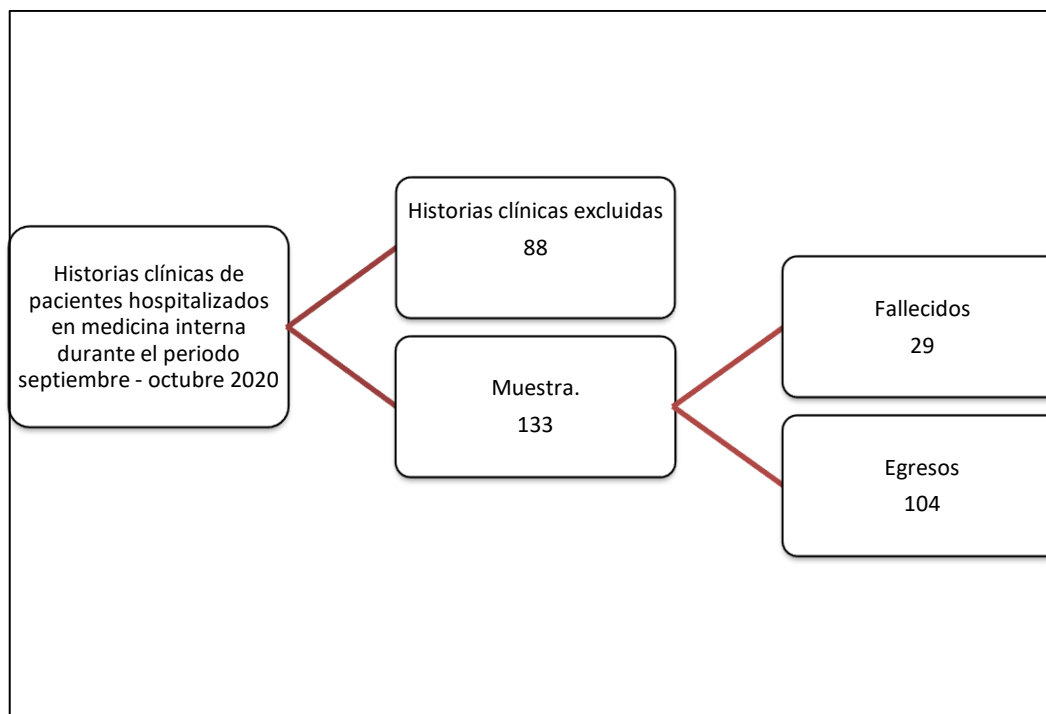 Historias clínicas de
pacientes hospitalizados
en medicina interna
durante el periodo
septiembre - octubre 2020
Historias clínicas excluidas
88
Muestra.
133
Fallecidos
29
Egresos
104